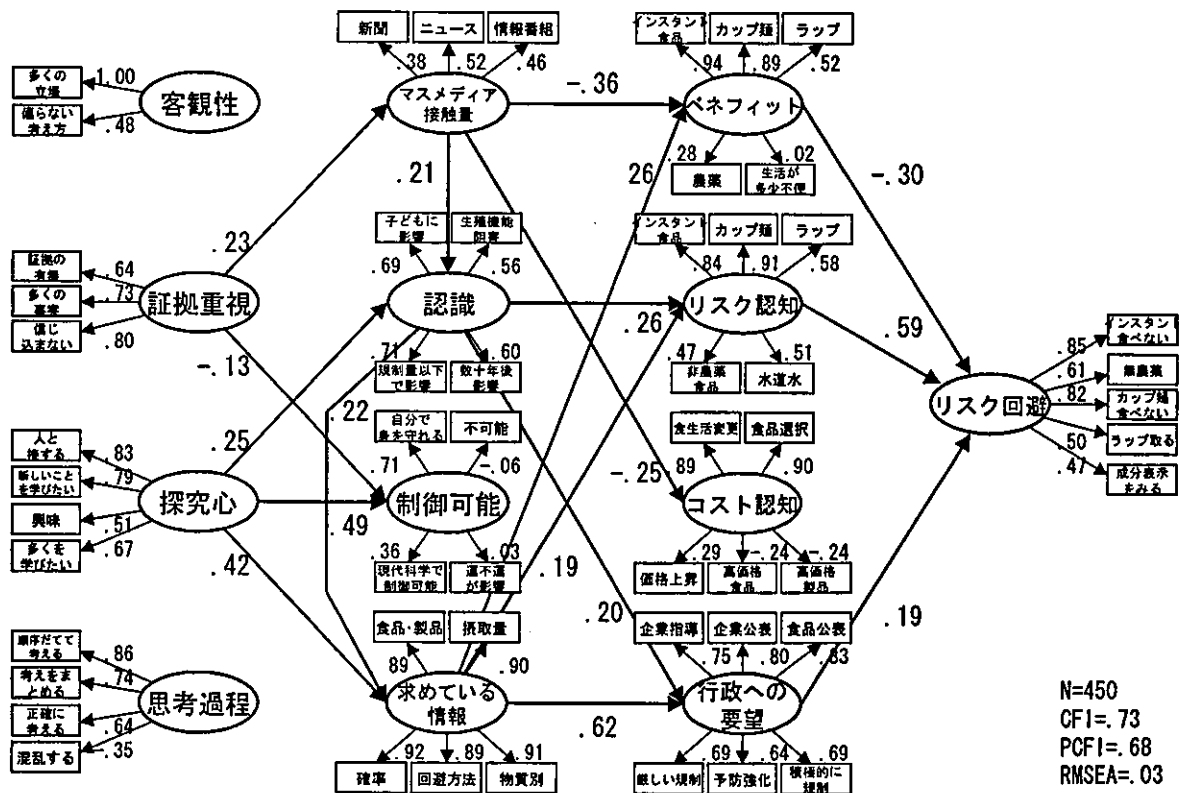 新聞
ニュース
情報番組
.38
.52
.46
マスメディア
接触量
インスタント
食品
カップ麺
ラップ
.94
.89
.52
ベネフィット
.28
.02
農薬
生活が
多少不便
多くの
立場
1.00
偏らない
考え方
.48
客観性
-.36
.21
.26
-.30
.23
証拠の
有無
.64
多くの
事実
.73
信じ
込まない
.80
証拠重視
-.13
子どもに
影響
生殖機能
阻害
.69
.56
認識
.71
.60
規制量以下
で影響
数十年後
影響
.26
インスタント
食品
カップ麺
ラップ
.84
.91
.58
リスク認知
.47
.51
非農薬
食品
水道水
.59
.22
.25
人と
接する
.83
新しいこと
を学びたい
.79
興味
.51
多くを
学びたい
.67
探究心
.49
.42
自分で
身を守れる
不可能
.71
-.06
制御可能
.36
.03
現代科学で
制御可能
運不運
が影響
.19
-.25
食生活変更
食品選択
.89
.90
コスト認知
.29
-.24
-.24
価格上昇
高価格
食品
高価格
製品
.20
リスク回避
.85
インスタント
食べない
.61
無農薬
.82
カップ麺
食べない
.50
ラップ取る
.47
成分表示
をみる
.19
順序だてて
考える
.86
考えをま
とめる
.74
正確に
考える
.64
混乱する
-.35
思考過程
食品・製品
摂取量
.89
.90
求めている
情報
.92
.89
.91
確率
回避方法
物質別
.62
企業指導
企業公表
食品公表
.75
.80
.83
行政への
要望
.69
.64
.69
厳しい規制
予防強化
積極的に
規制
N=450
CFI=.73
PCFI=.68
RMSEA=.03